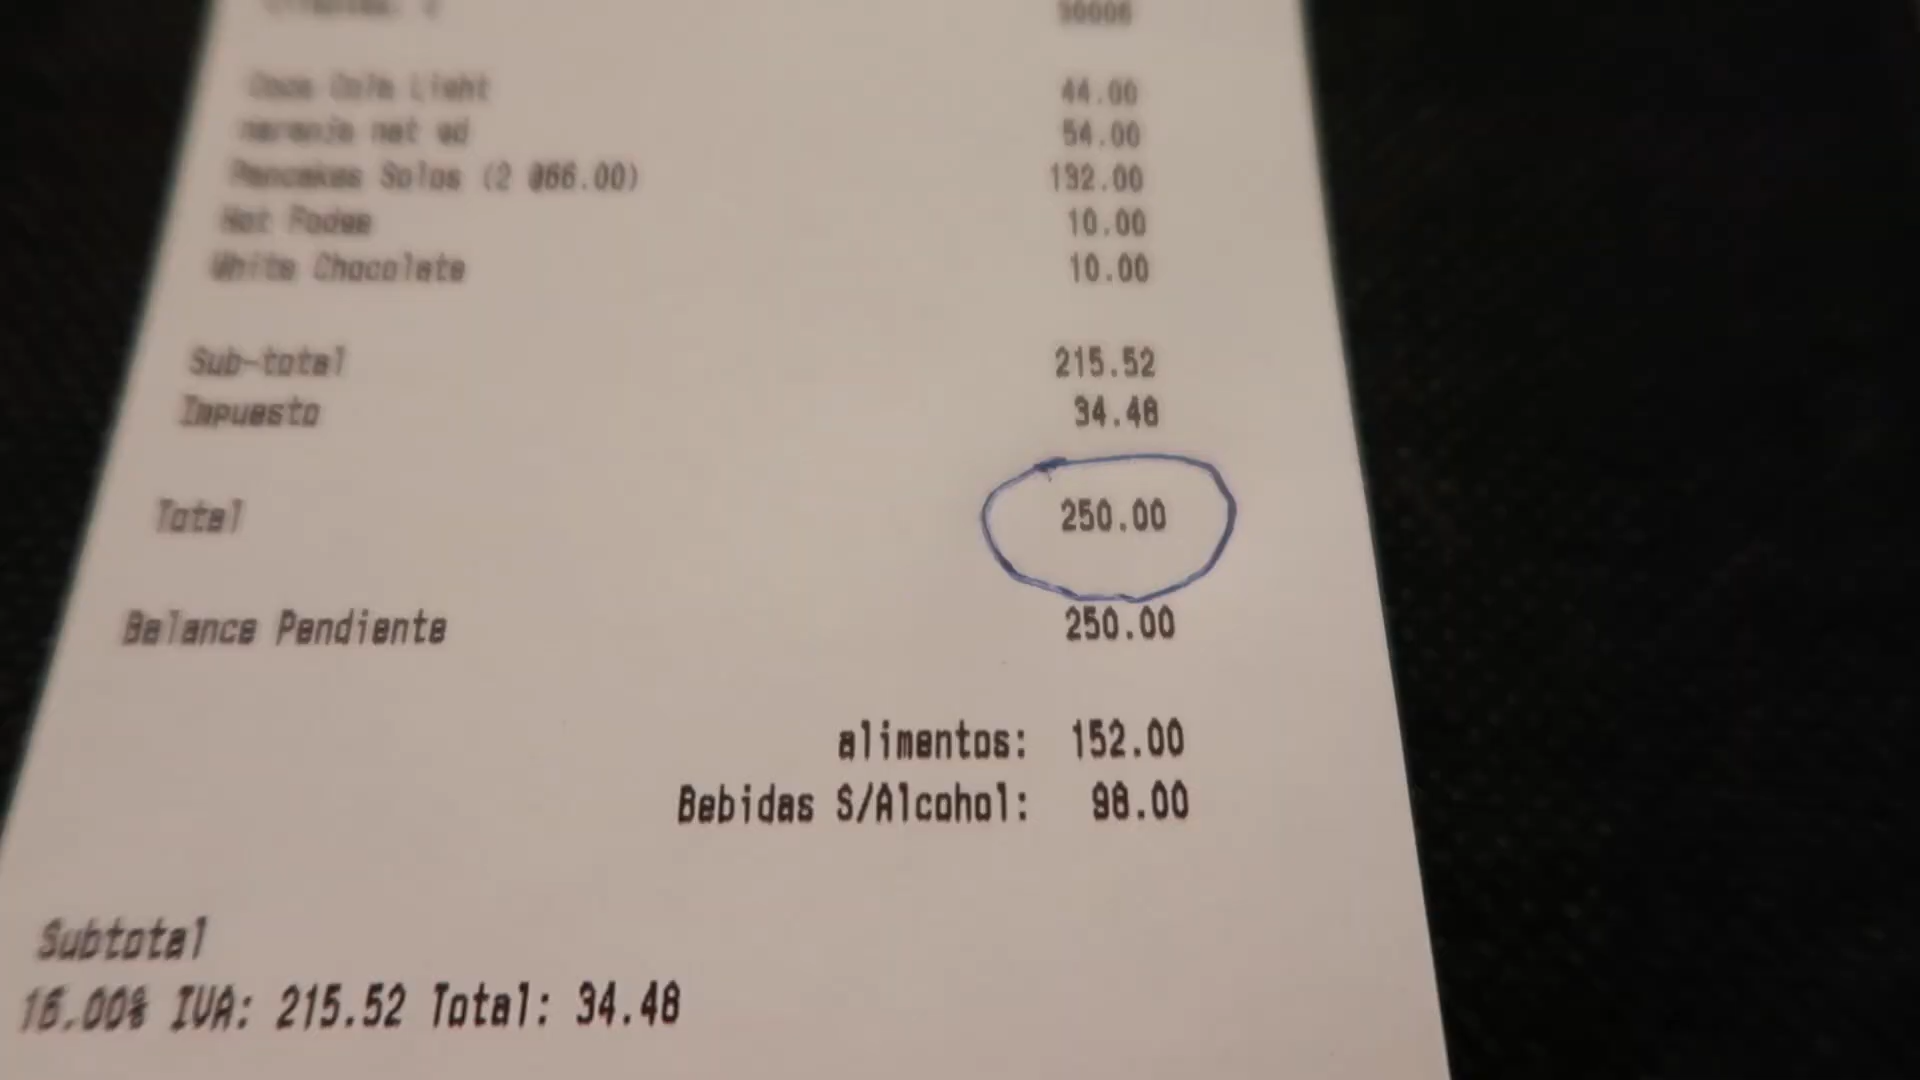 30006
Coca Cola Light 44.00
naranja nat ed 54.00
Pancakes Solos (2 @66.00) 132.00
Hot Fodge 10.00
White Chocolate 10.00
Sub-total 215.52
Impuesto 34.48
Total 250.00
Balance Pendiente 250.00
alimentos: 152.00
Bebidas S/Alcohol: 98.00
Subtotal
16.00% IVA: 215.52 Total: 34.48